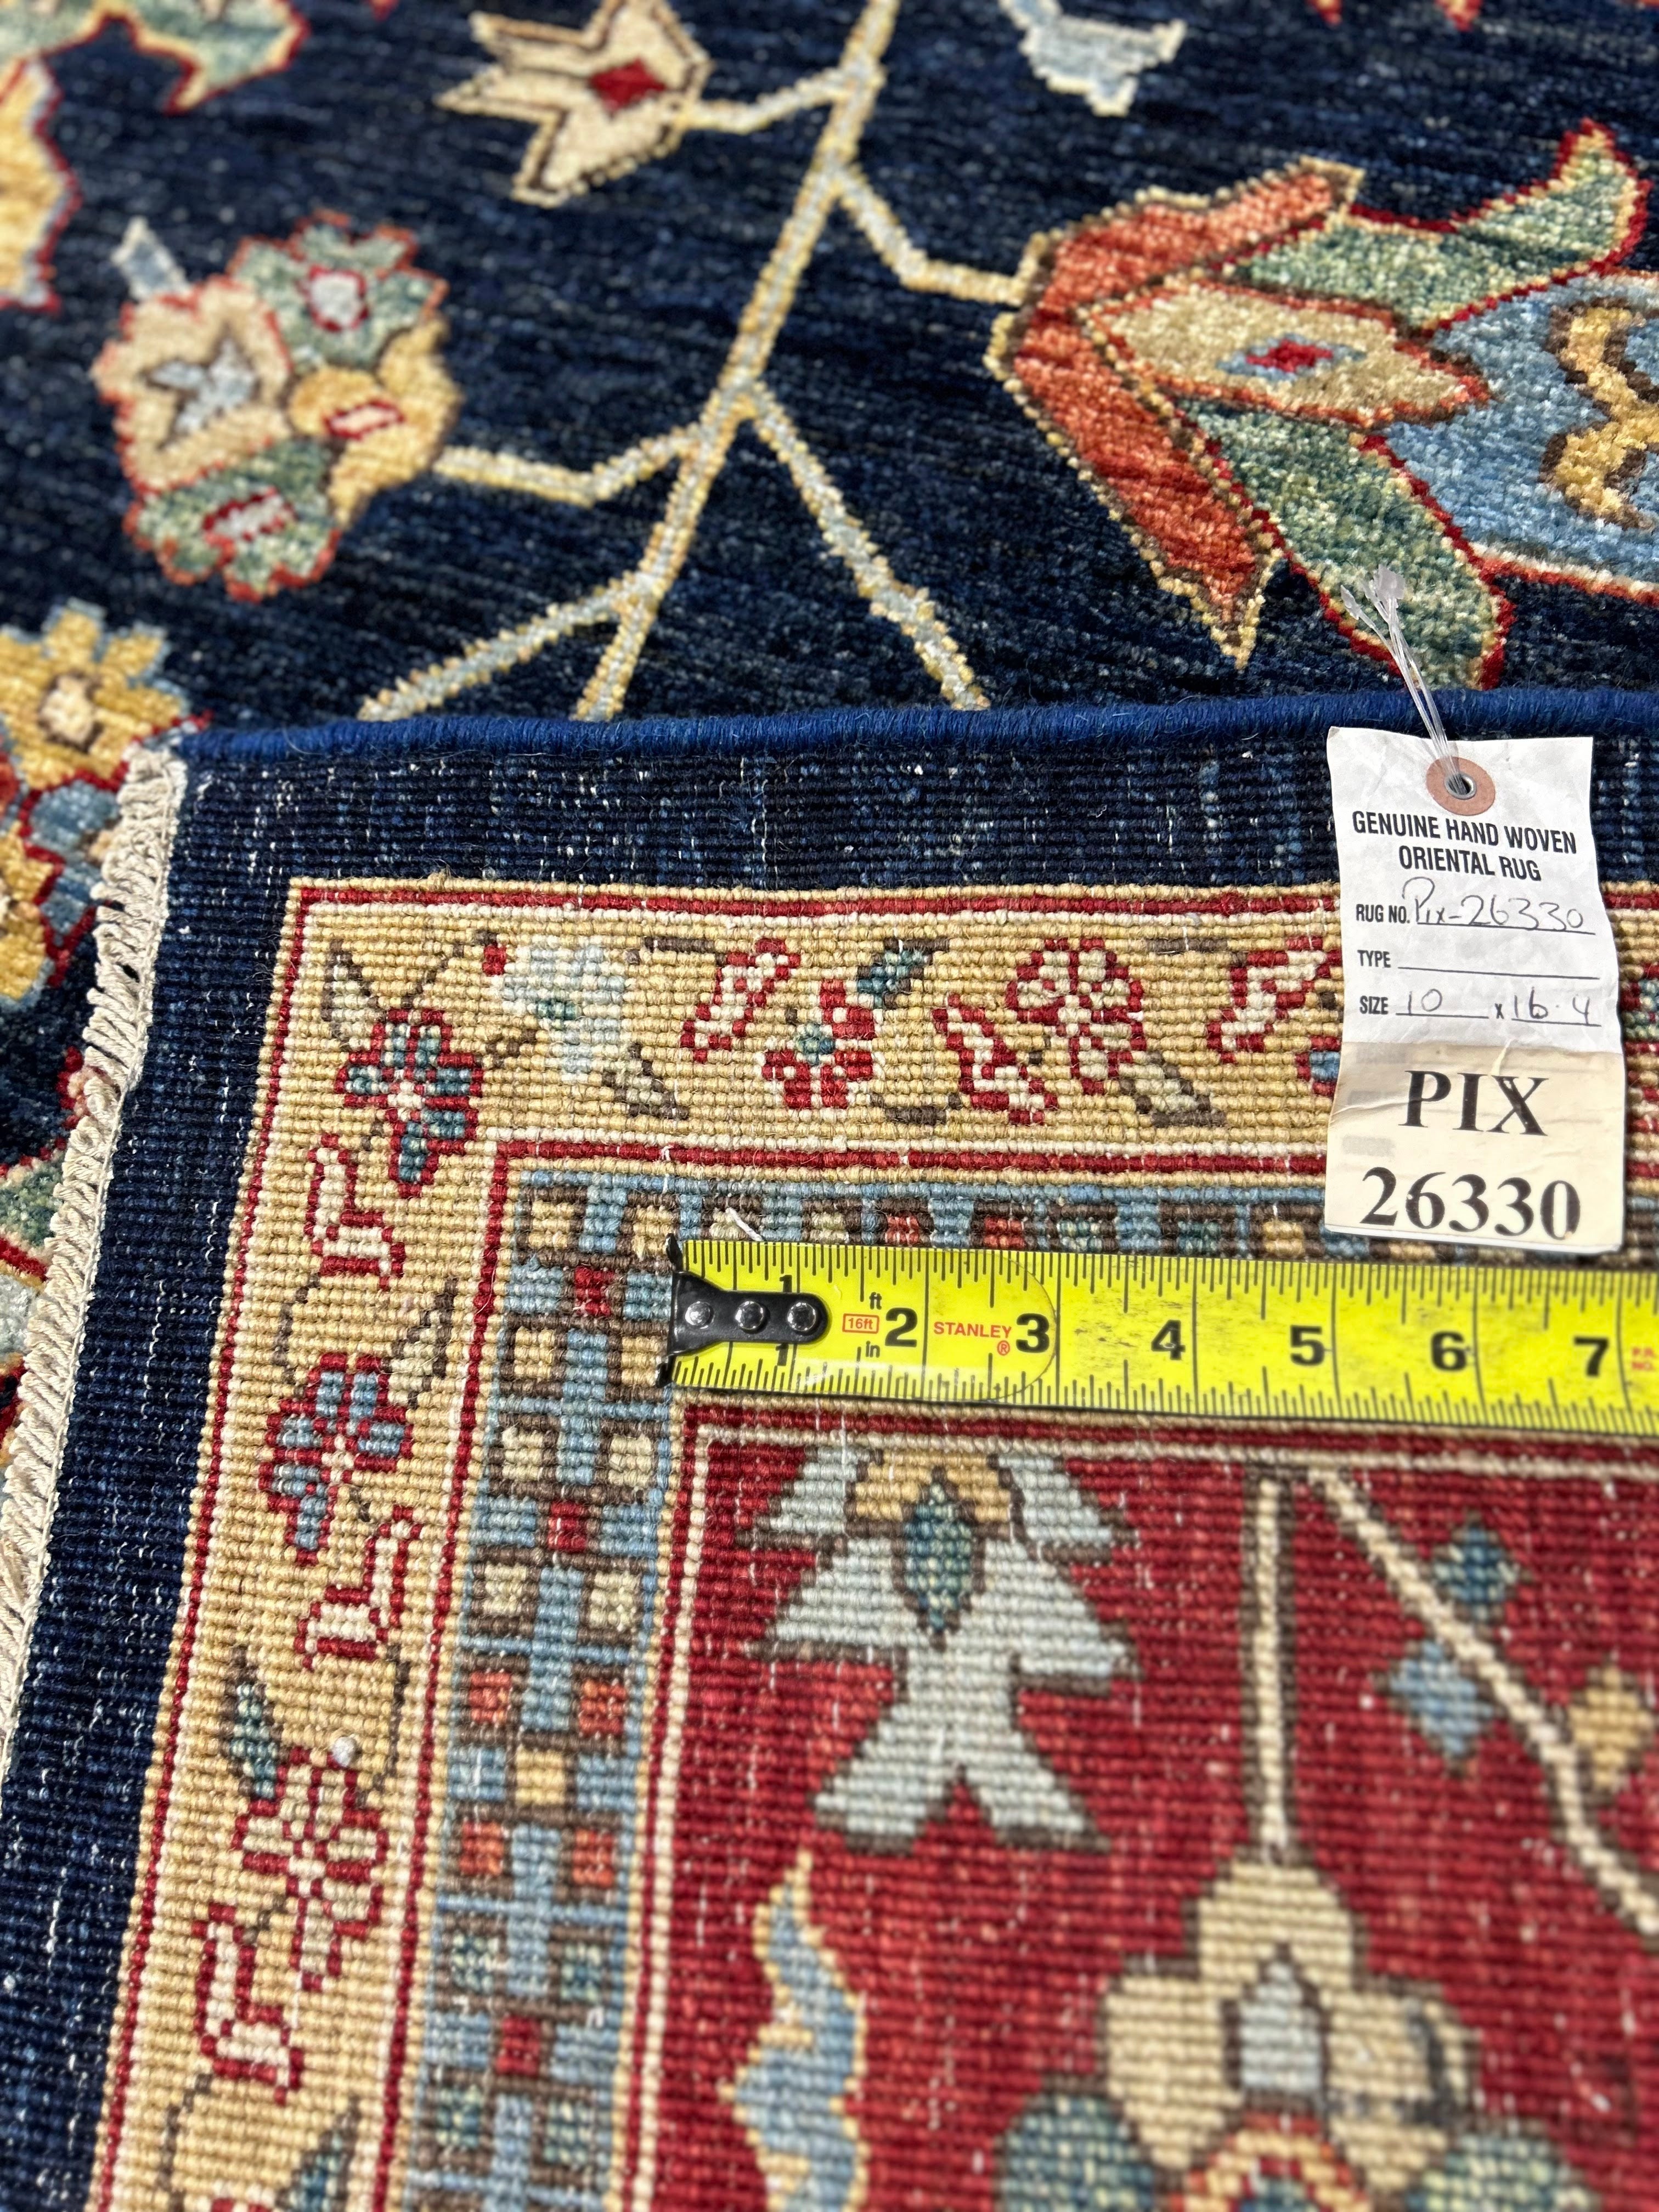 GENUINE HAND WOVEN
ORIENTAL RUG
RUG NO. Pix-26330
TYPE
SIZE 10 x 16.4
PIX
26330
1 ft 2 STANLEY® 3 4 5 6 7
16ft
1 in